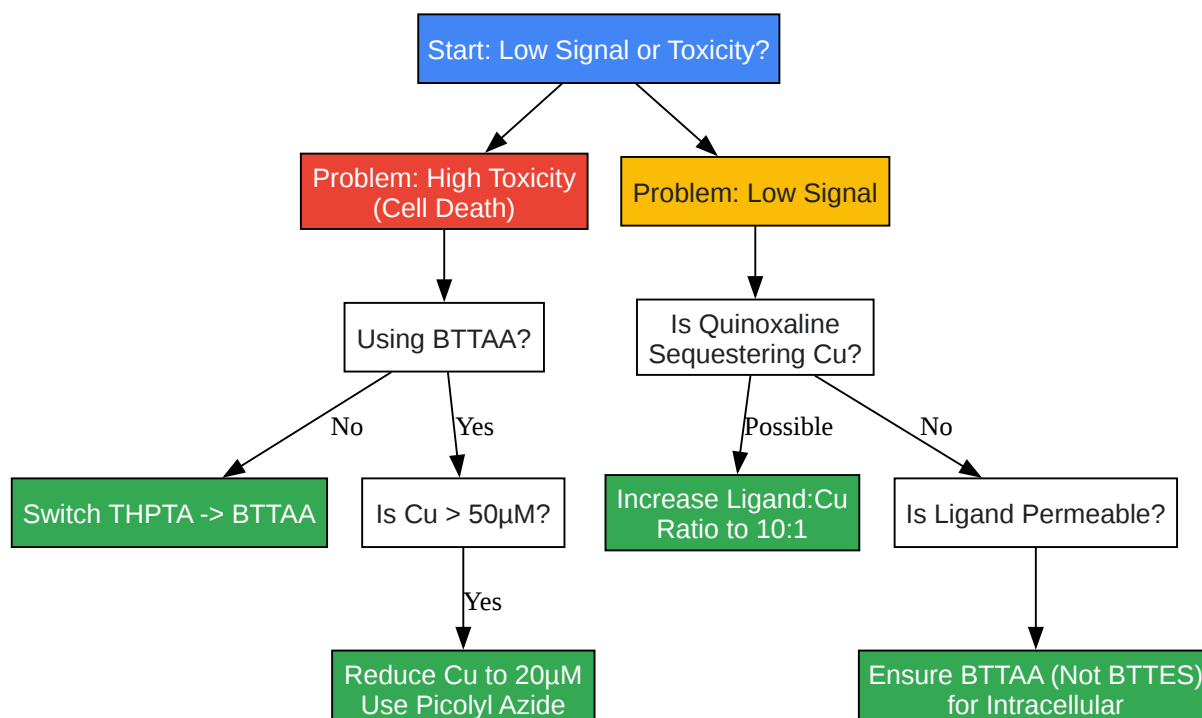 Start: Low Signal or Toxicity?
Problem: High Toxicity
(Cell Death)
Problem: Low Signal
Using BTTAA?
Is Quinoxaline
Sequestering Cu?
No
Yes
Possible
No
Switch THPTA -> BTTAA
Is Cu > 50µM?
Increase Ligand:Cu
Ratio to 10:1
Is Ligand Permeable?
Yes
Reduce Cu to 20µM
Use Picolyl Azide
Ensure BTTAA (Not BTTES)
for Intracellular